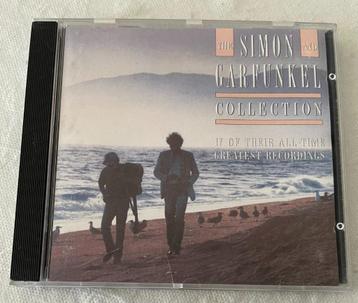 THE SIMON AND
GARFUNKEL
COLLECTION
17 OF THEIR ALL-TIME
GREATEST RECORDINGS